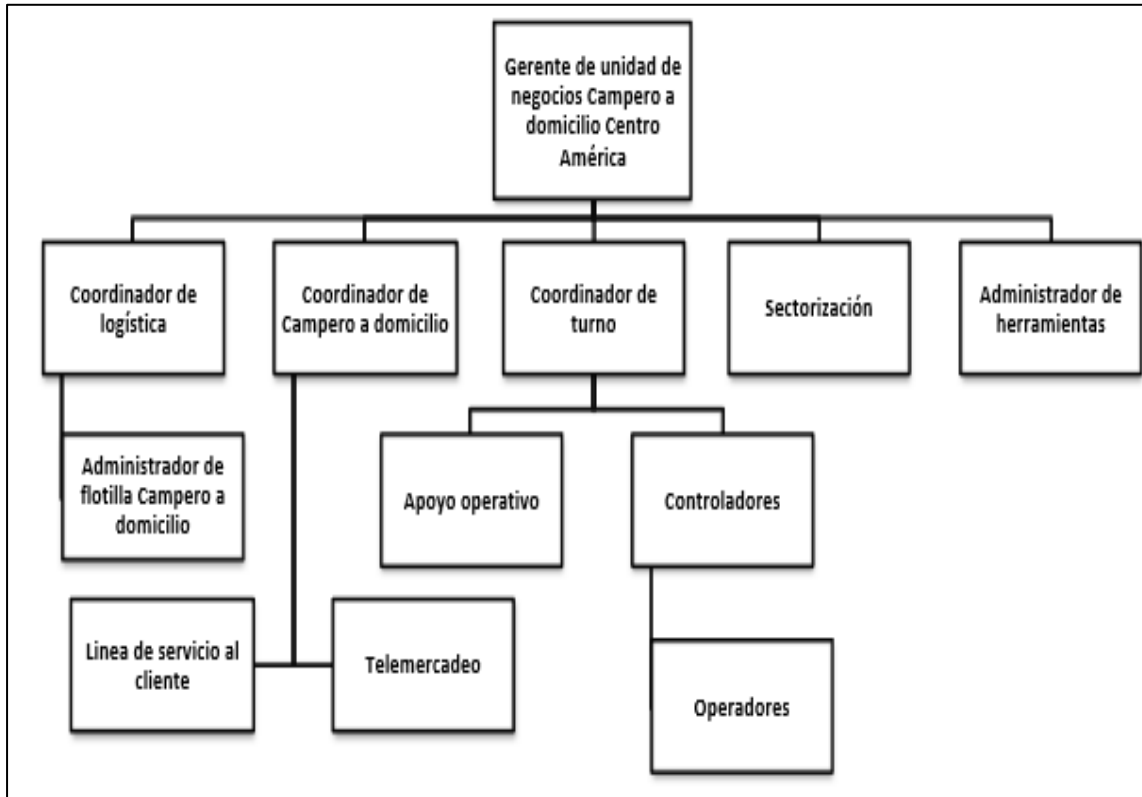 Gerente de unidad de
negocios Campero a
domicilio Centro
América
Coordinador de
logística
Coordinador de
Campero a domicilio
Coordinador de
turno
Sectorización
Administrador de
herramientas
Administrador de
flotilla Campero a
domicilio
Apoyo operativo
Controladores
Linea de servicio al
cliente
Telemercadeo
Operadores